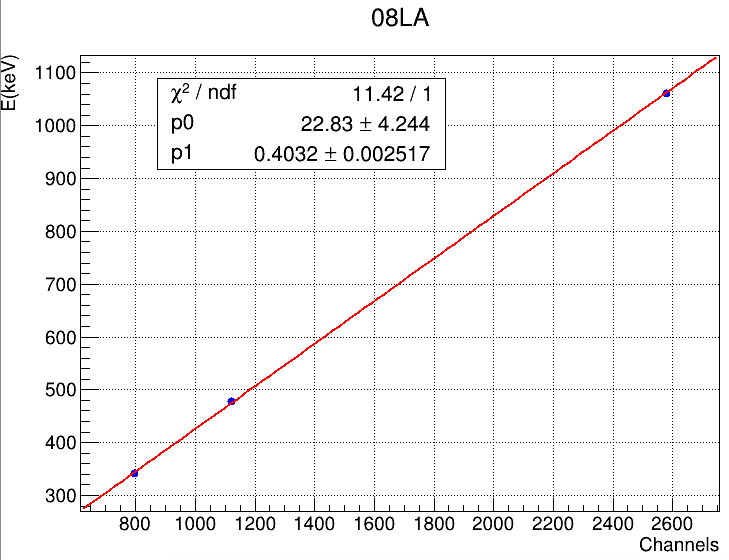 08LA
E(keV)
χ² / ndf 11.42 / 1
p0 22.83 ± 4.244
p1 0.4032 ± 0.002517
1100
1000
900
800
700
600
500
400
300
800 1000 1200 1400 1600 1800 2000 2200 2400 2600
Channels